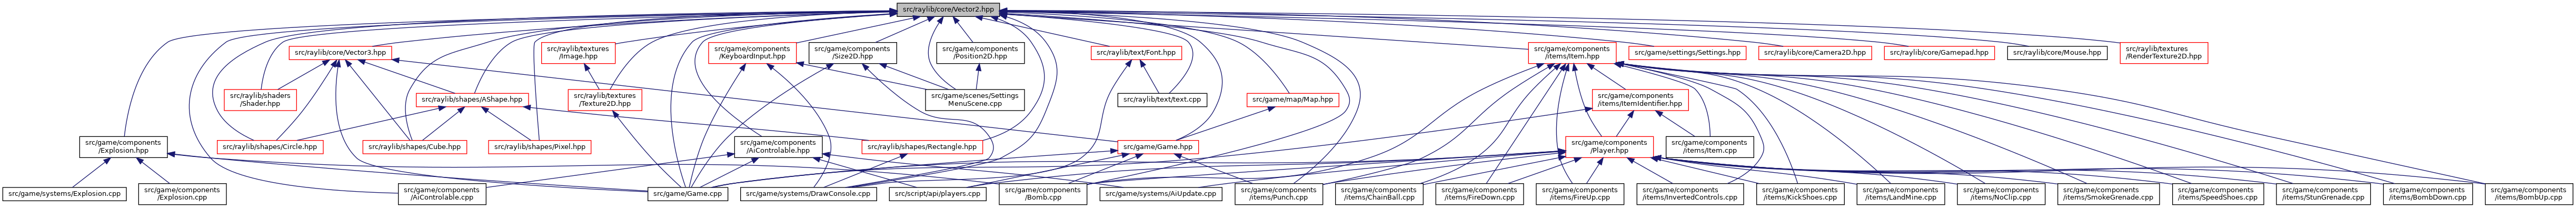 src/raylib/core/Vector2.hpp
src/raylib/core/Vector3.hpp
src/raylib/textures
/Image.hpp
src/game/components
/KeyboardInput.hpp
src/game/components
/Size2D.hpp
src/game/components
/Position2D.hpp
src/raylib/text/Font.hpp
src/game/components
/items/Item.hpp
src/game/settings/Settings.hpp
src/raylib/core/Camera2D.hpp
src/raylib/core/Gamepad.hpp
src/raylib/core/Mouse.hpp
src/raylib/textures
/RenderTexture2D.hpp
src/raylib/shaders
/Shader.hpp
src/raylib/shapes/AShape.hpp
src/raylib/textures
/Texture2D.hpp
src/game/scenes/Settings
MenuScene.cpp
src/raylib/text/text.cpp
src/game/map/Map.hpp
src/game/components
/items/ItemIdentifier.hpp
src/game/components
/Explosion.hpp
src/raylib/shapes/Circle.hpp
src/raylib/shapes/Cube.hpp
src/raylib/shapes/Pixel.hpp
src/game/components
/AiControlable.hpp
src/raylib/shapes/Rectangle.hpp
src/game/Game.hpp
src/game/components
/Player.hpp
src/game/components
/items/Item.cpp
src/game/systems/Explosion.cpp
src/game/components
/Explosion.cpp
src/game/components
/AiControlable.cpp
src/game/Game.cpp
src/game/systems/DrawConsole.cpp
src/script/api/players.cpp
src/game/components
/Bomb.cpp
src/game/systems/AiUpdate.cpp
src/game/components
/items/Punch.cpp
src/game/components
/items/ChainBall.cpp
src/game/components
/items/FireDown.cpp
src/game/components
/items/FireUp.cpp
src/game/components
/items/InvertedControls.cpp
src/game/components
/items/KickShoes.cpp
src/game/components
/items/LandMine.cpp
src/game/components
/items/NoClip.cpp
src/game/components
/items/SmokeGrenade.cpp
src/game/components
/items/SpeedShoes.cpp
src/game/components
/items/StunGrenade.cpp
src/game/components
/items/BombDown.cpp
src/game/components
/items/BombUp.cpp